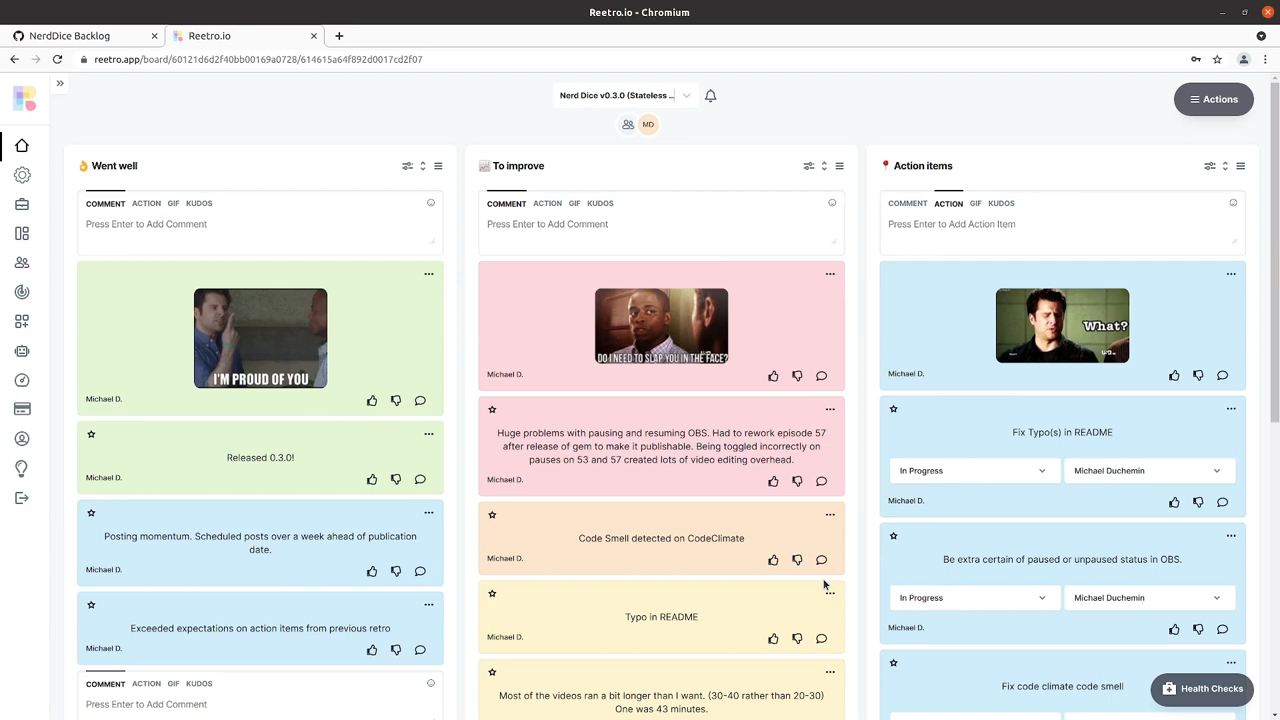 Reetro.io - Chromium
NerdDice Backlog
Reetro.io
reetro.app/board/60121d6d2f40bb00169a0728/614615a64f892d0017cd2f07
Nerd Dice v0.3.0 (Stateless ...
Actions
MD
Went well
COMMENT ACTION GIF KUDOS
Press Enter to Add Comment
I'M PROUD OF YOU
Michael D.
Released 0.3.0!
Michael D.
Posting momentum. Scheduled posts over a week ahead of publication
date.
Michael D.
Exceeded expectations on action items from previous retro
Michael D.
COMMENT ACTION GIF KUDOS
Press Enter to Add Comment
To improve
COMMENT ACTION GIF KUDOS
Press Enter to Add Comment
DO I NEED TO SLAP YOU IN THE FACE?
Michael D.
Huge problems with pausing and resuming OBS. Had to rework episode 57
after release of gem to make it publishable. Being toggled incorrectly on
pauses on 53 and 57 created lots of video editing overhead.
Michael D.
Code Smell detected on CodeClimate
Michael D.
Typo in README
Michael D.
Most of the videos ran a bit longer than I want. (30-40 rather than 20-30)
One was 43 minutes.
Action items
COMMENT ACTION GIF KUDOS
Press Enter to Add Action Item
What?
Michael D.
Fix Typo(s) in README
In Progress
Michael Duchemin
Michael D.
Be extra certain of paused or unpaused status in OBS.
In Progress
Michael Duchemin
Michael D.
Fix code climate code smell
Health Checks